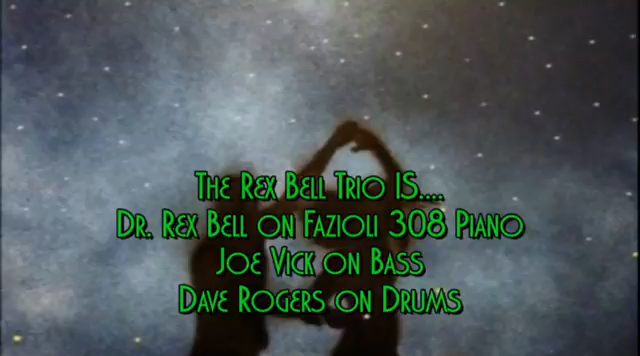 The Rex Bell Trio IS....
Dr. Rex Bell on Fazioli 308 Piano
Joe Vick on Bass
Dave Rogers on Drums